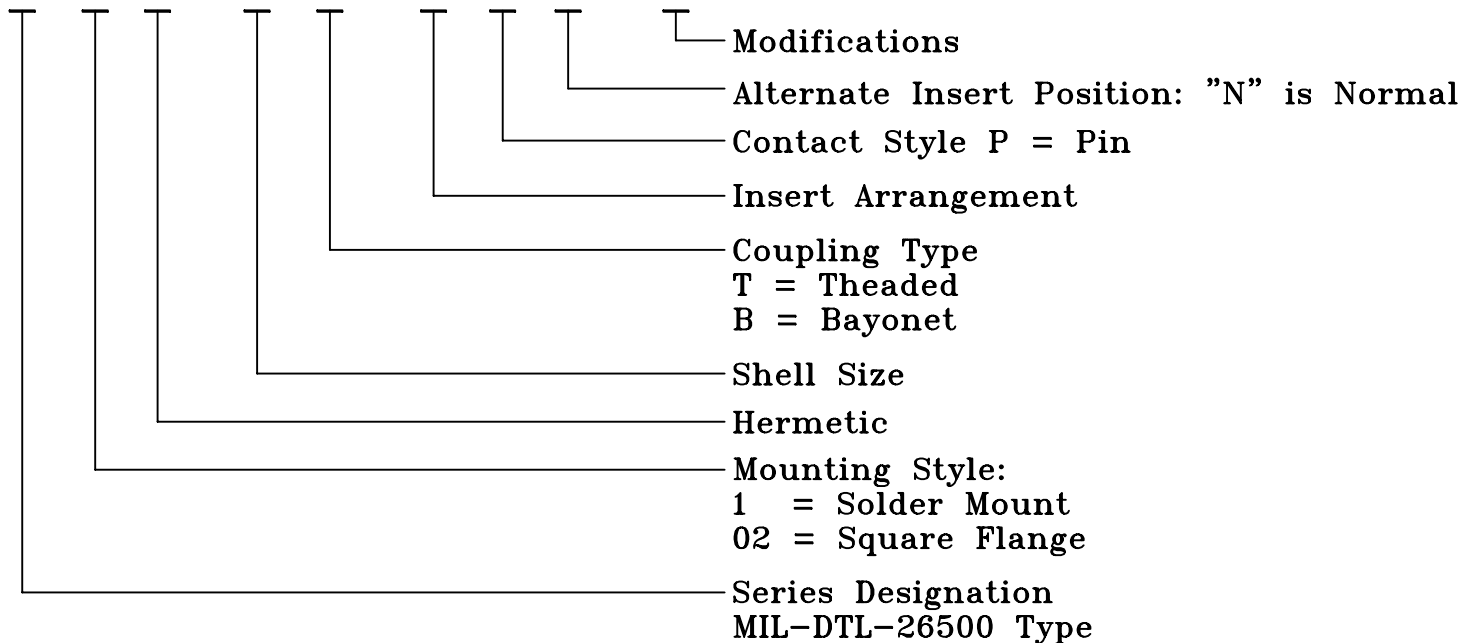 Modifications
Alternate Insert Position: ”N” is Normal
Contact Style P = Pin
Insert Arrangement
Coupling Type
T = Theaded
B = Bayonet
Shell Size
Hermetic
Mounting Style:
1 = Solder Mount
02 = Square Flange
Series Designation
MIL-DTL-26500 Type